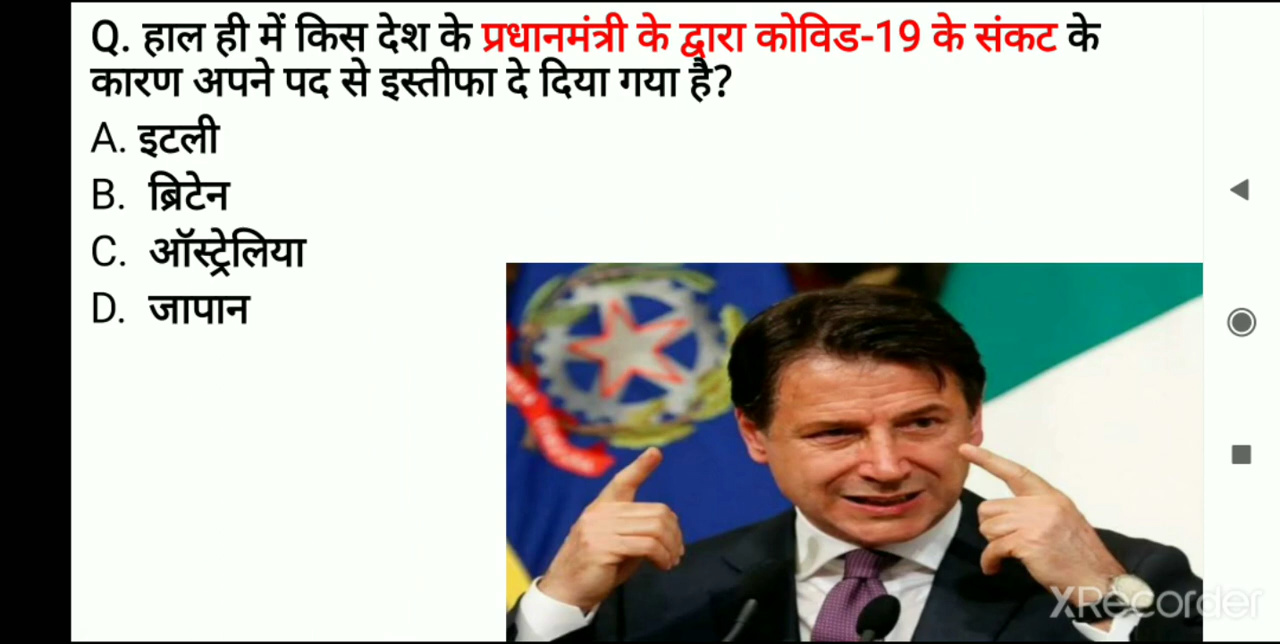 Q. हाल ही में किस देश के प्रधानमंत्री के द्वारा कोविड-19 के संकट के
कारण अपने पद से इस्तीफा दे दिया गया है?
A. इटली
B. ब्रिटेन
C. ऑस्ट्रेलिया
D. जापान
XRecorder